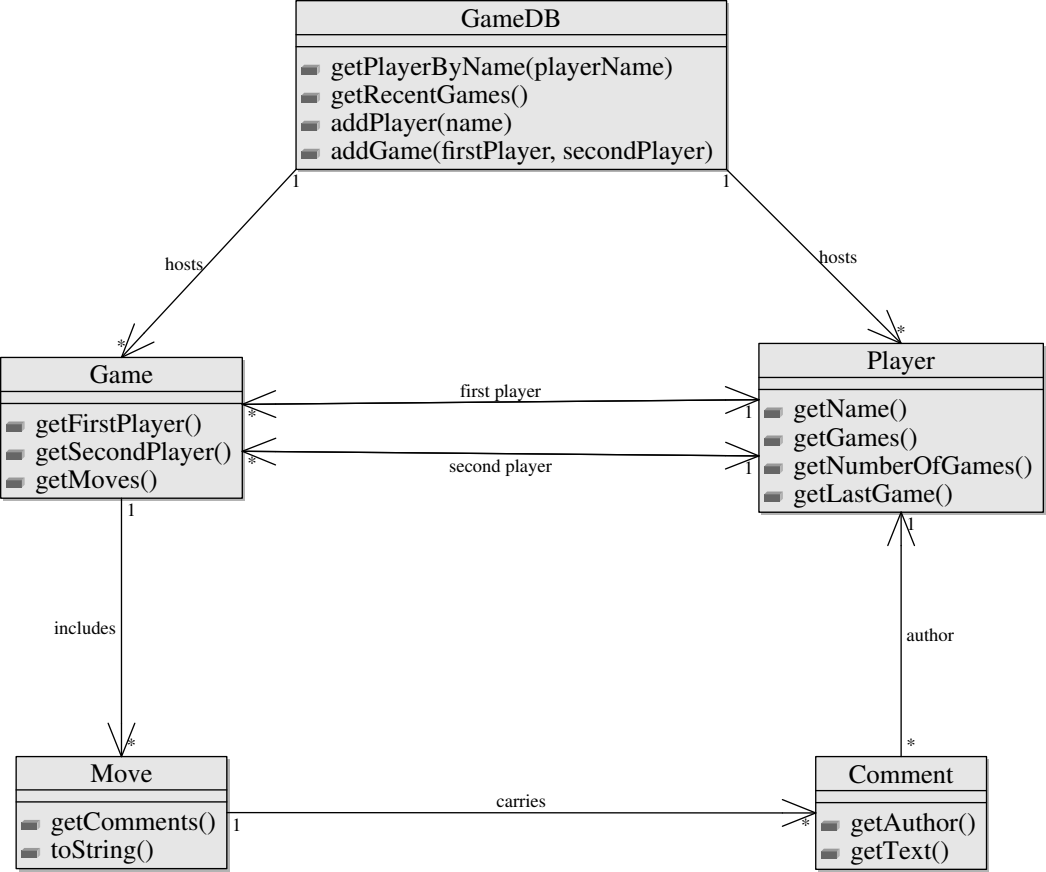 GameDB
getPlayerByName(playerName)
getRecentGames()
addPlayer(name)
addGame(firstPlayer, secondPlayer)
1
1
hosts
hosts
*
*
Game
getFirstPlayer()
getSecondPlayer()
getMoves()
first player
*
1
second player
*
1
Player
getName()
getGames()
getNumberOfGames()
getLastGame()
1
1
includes
author
*
*
Move
getComments()
toString()
carries
1
*
Comment
getAuthor()
getText()